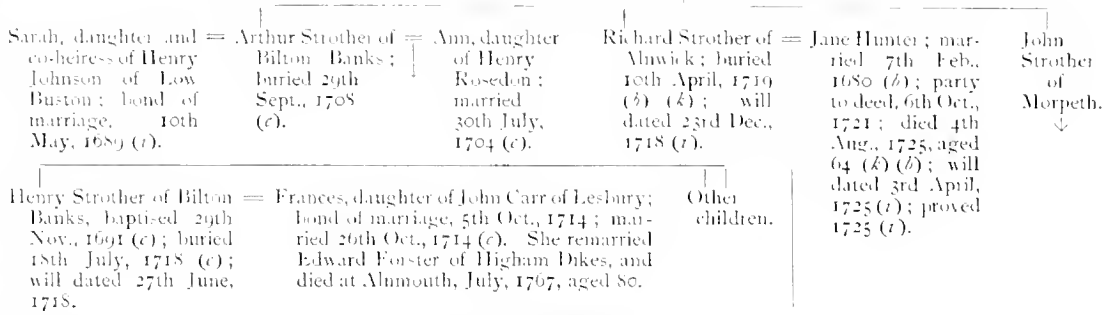 Sarah, daughter and
co-heiress of Henry
Johnson of Low
Buston; bond of
marriage, 10th
May, 1689 (t).
=
Arthur Strother of
Bilton Banks;
buried 29th
Sept., 1708
(c).
=
Ann, daughter
of Henry
Rosedon;
married
30th July,
1704 (c).
Richard Strother of
Alnwick; buried
10th April, 1719
(b) (k); will
dated 23rd Dec.,
1718 (t).
=
Jane Hunter; mar-
ried 7th Feb.,
1680 (b); party
to deed, 6th Oct.,
1721; died 4th
Aug., 1725, aged
64 (k) (b); will
dated 3rd April,
1725 (t); proved
1725 (t).
John
Strother
of
Morpeth.
↓
Henry Strother of Bilton
Banks, baptised 29th
Nov., 1691 (c); buried
18th July, 1718 (c);
will dated 27th June,
1718.
=
Frances, daughter of John Carr of Lesbury;
bond of marriage, 5th Oct., 1714; mar-
ried 26th Oct., 1714 (c). She remarried
Edward Forster of Higham Dikes, and
died at Alnmouth, July, 1767, aged 80.
Other
children.